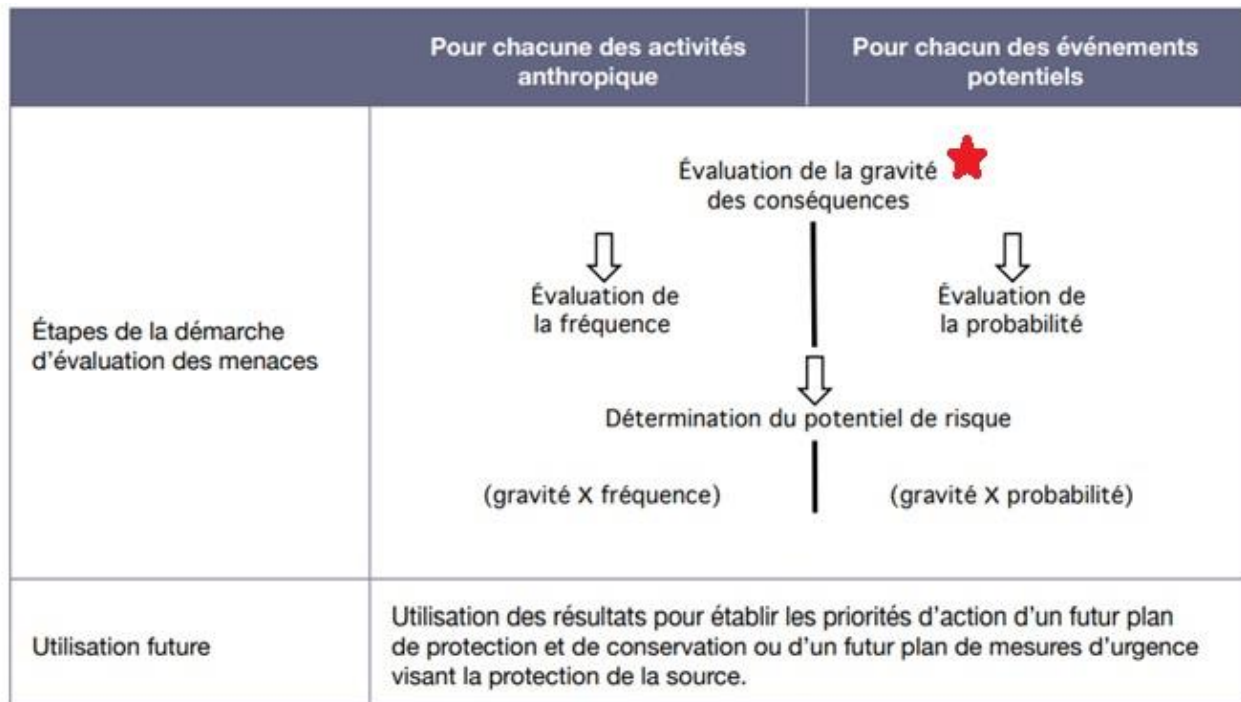 Pour chacune des activités
anthropique
Pour chacun des événements
potentiels
Étapes de la démarche
d'évaluation des menaces
Évaluation de la gravité
des conséquences
Évaluation de
la fréquence
Évaluation de
la probabilité
Détermination du potentiel de risque
(gravité X fréquence)
(gravité X probabilité)
Utilisation future
Utilisation des résultats pour établir les priorités d'action d'un futur plan
de protection et de conservation ou d'un futur plan de mesures d'urgence
visant la protection de la source.